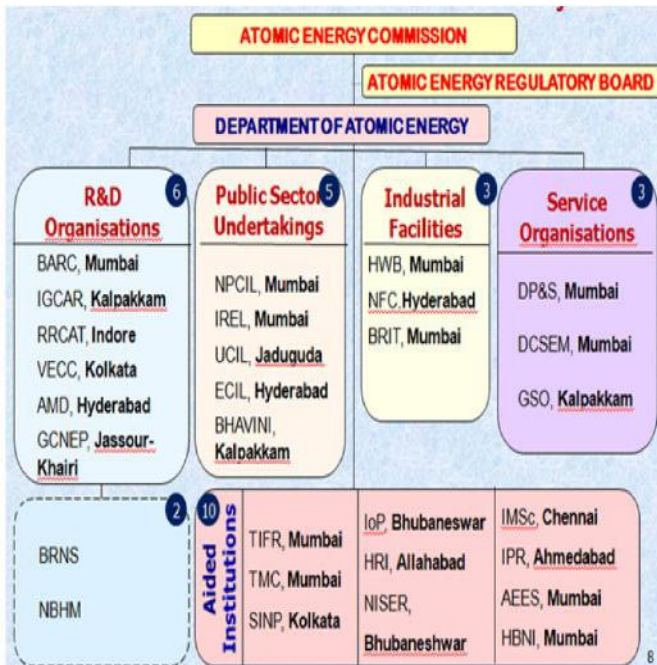 ATOMIC ENERGY COMMISSION
ATOMIC ENERGY REGULATORY BOARD
DEPARTMENT OF ATOMIC ENERGY
6
R&D
Organisations
BARC, Mumbai
IGCAR, Kalpakkam
RRCAT, Indore
VECC, Kolkata
AMD, Hyderabad
GCNEP, Jassour-
Khairi
5
Public Sector
Undertakings
NPCIL, Mumbai
IREL, Mumbai
UCIL, Jaduguda
ECIL, Hyderabad
BHAVINI,
Kalpakkam
3
Industrial
Facilities
HWB, Mumbai
NFC,Hyderabad
BRIT, Mumbai
3
Service
Organisations
DP&S, Mumbai
DCSEM, Mumbai
GSO, Kalpakkam
2
BRNS
NBHM
10
Aided
Institutions
TIFR, Mumbai
TMC, Mumbai
SINP, Kolkata
IoP, Bhubaneswar
HRI, Allahabad
NISER,
Bhubaneshwar
IMSc, Chennai
IPR, Ahmedabad
AEES, Mumbai
HBNI, Mumbai
8